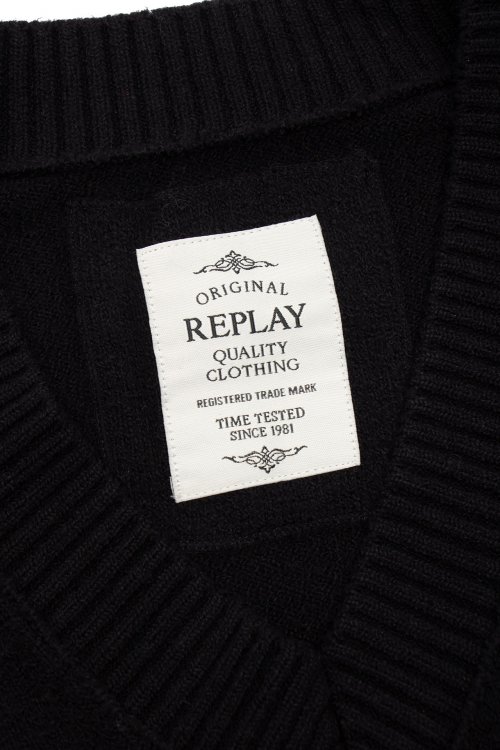 ORIGINAL
REPLAY
QUALITY
CLOTHING
REGISTERED TRADE MARK
TIME TESTED
SINCE 1981